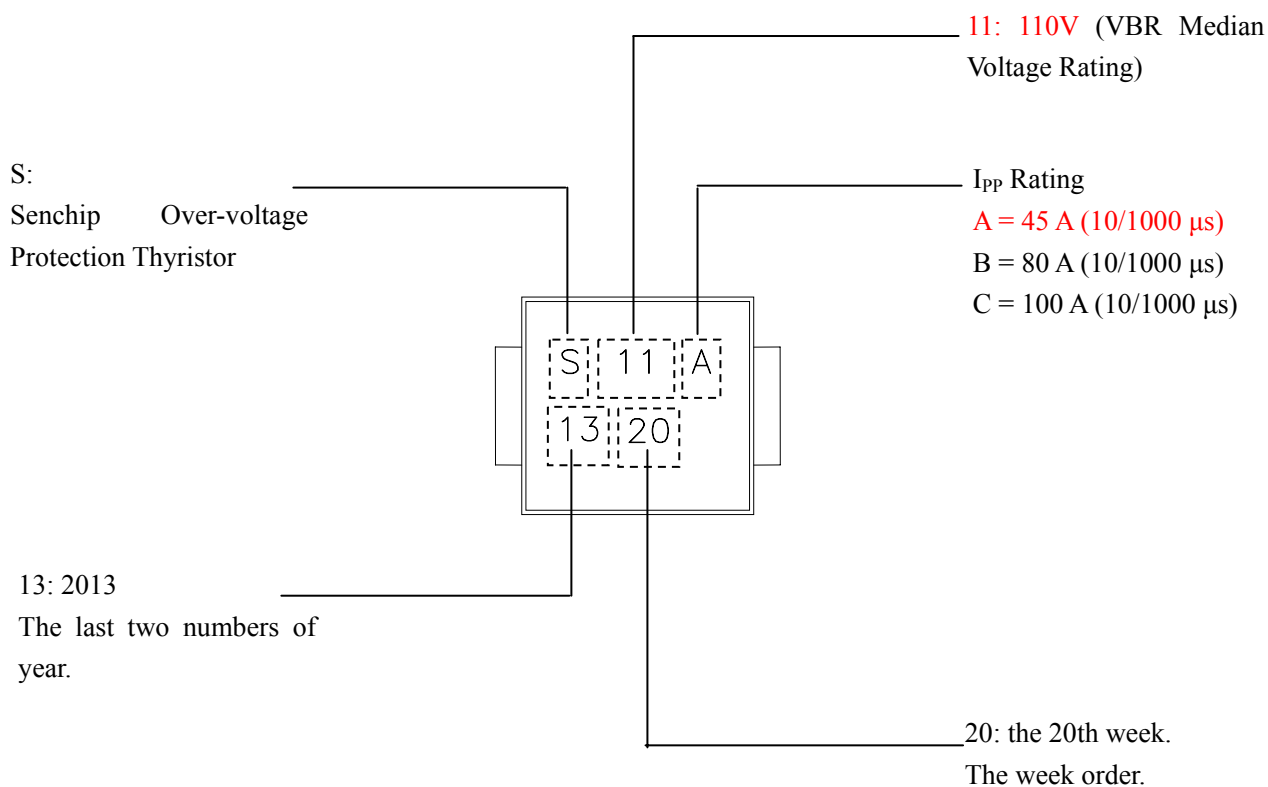 11: 110V (VBR Median
Voltage Rating)
S:
Senchip Over-voltage
Protection Thyristor
IPP Rating
A = 45 A (10/1000 μs)
B = 80 A (10/1000 μs)
C = 100 A (10/1000 μs)
S 11 A
13 20
13: 2013
The last two numbers of
year.
20: the 20th week.
The week order.